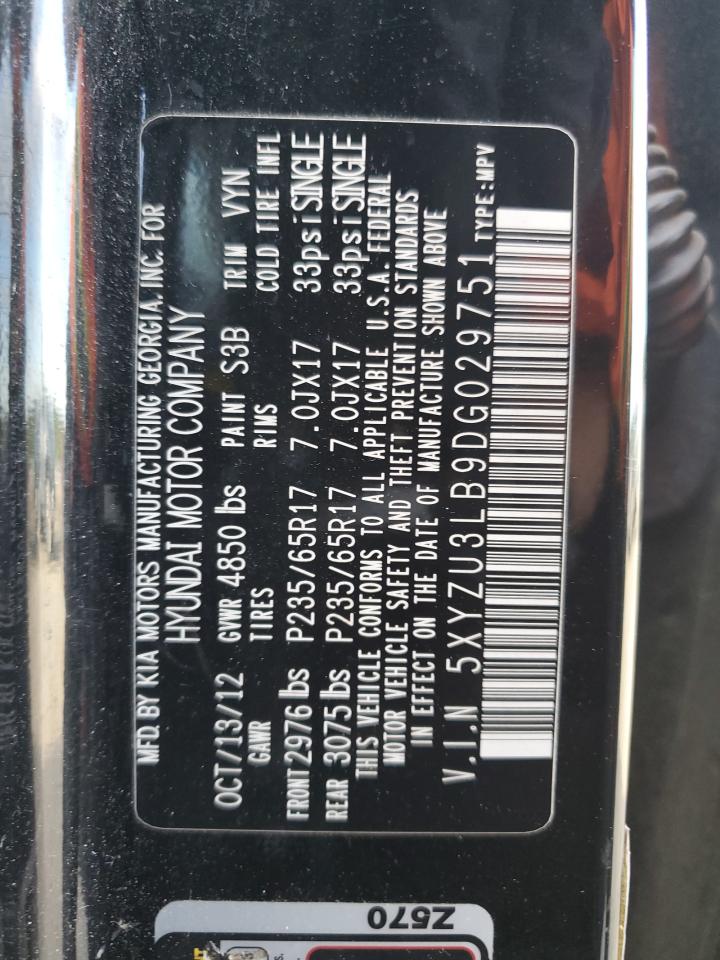 MFD. BY KIA MOTORS MANUFACTURING GEORGIA. INC. FOR
HYUNDAI MOTOR COMPANY
OCT/13/12 GVWR 4850 lbs PAINT S3B TRIM VYN
GAWR TIRES RIMS COLD TIRE INFL
FRONT 2976 lbs P235/65R17 7.0JX17 33psi SINGLE
REAR 3075 lbs P235/65R17 7.0JX17 33psi SINGLE
THIS VEHICLE CONFORMS TO ALL APPLICABLE U.S.A. FEDERAL
MOTOR VEHICLE SAFETY AND THEFT PREVENTION STANDARDS
IN EFFECT ON THE DATE OF MANUFACTURE SHOWN ABOVE
V.I.N 5XYZU3LB9DG029751 TYPE:MPV
Z570